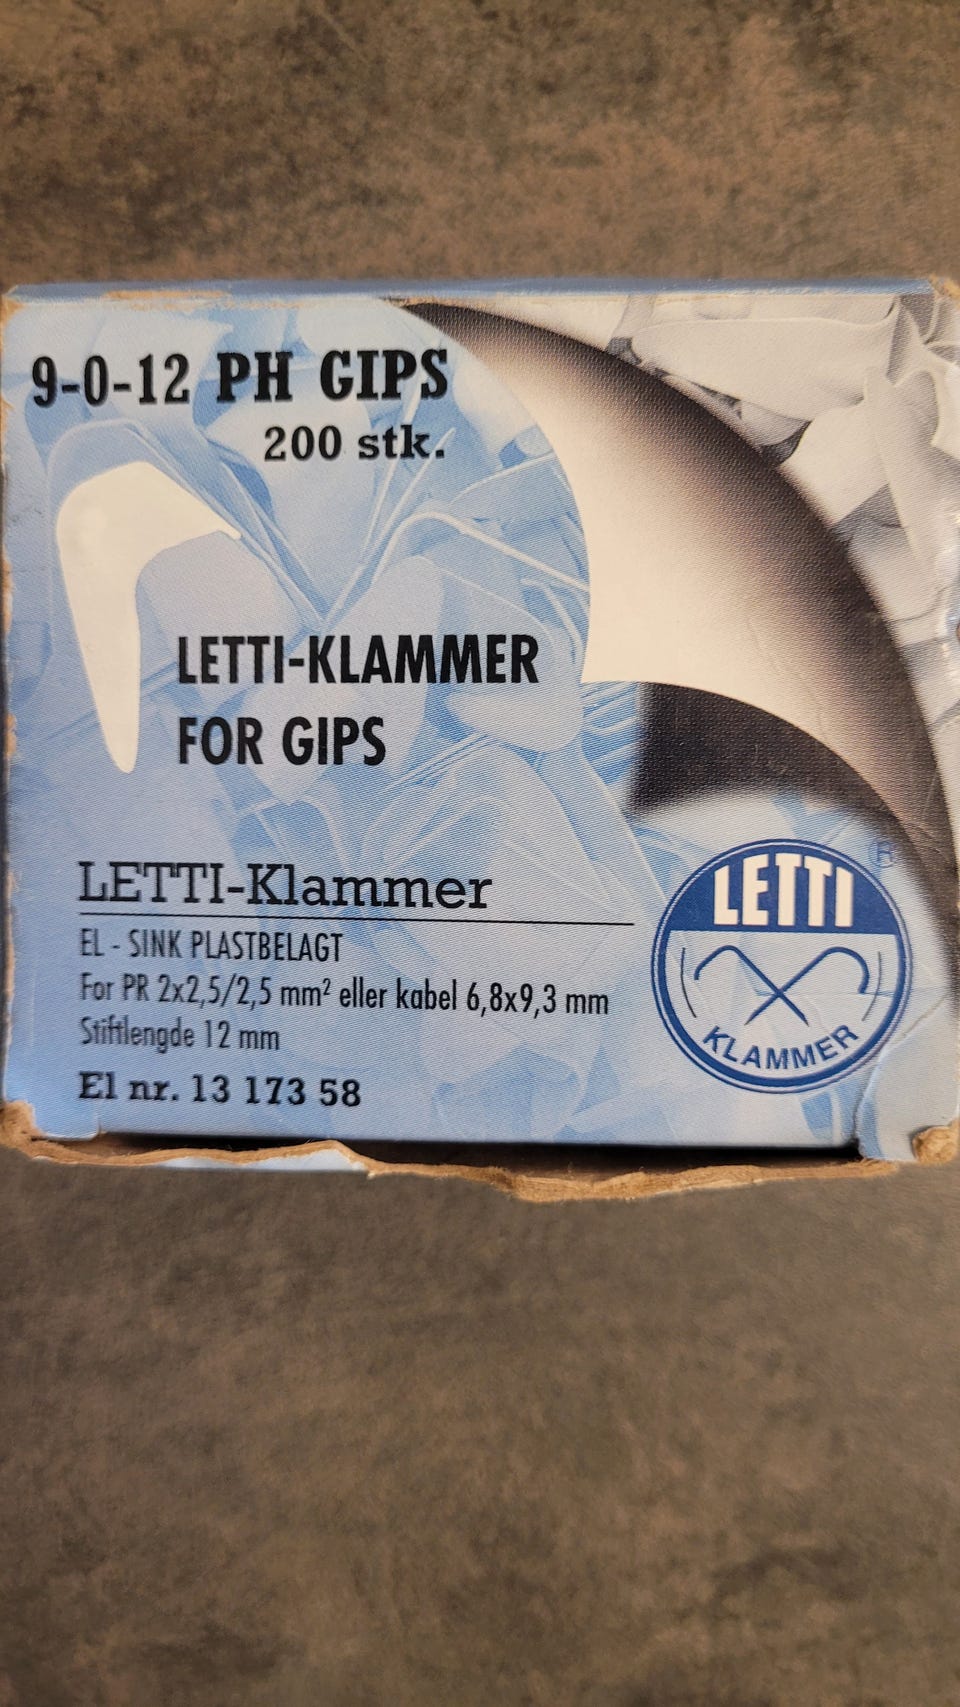 9-0-12 PH GIPS
200 stk.
LETTI-KLAMMER
FOR GIPS
LETTI-Klammer
EL - SINK PLASTBELAGT
For PR 2x2,5/2,5 mm² eller kabel 6,8x9,3 mm
Stiftlengde 12 mm
El nr. 13 173 58
LETTI
®
KLAMMER